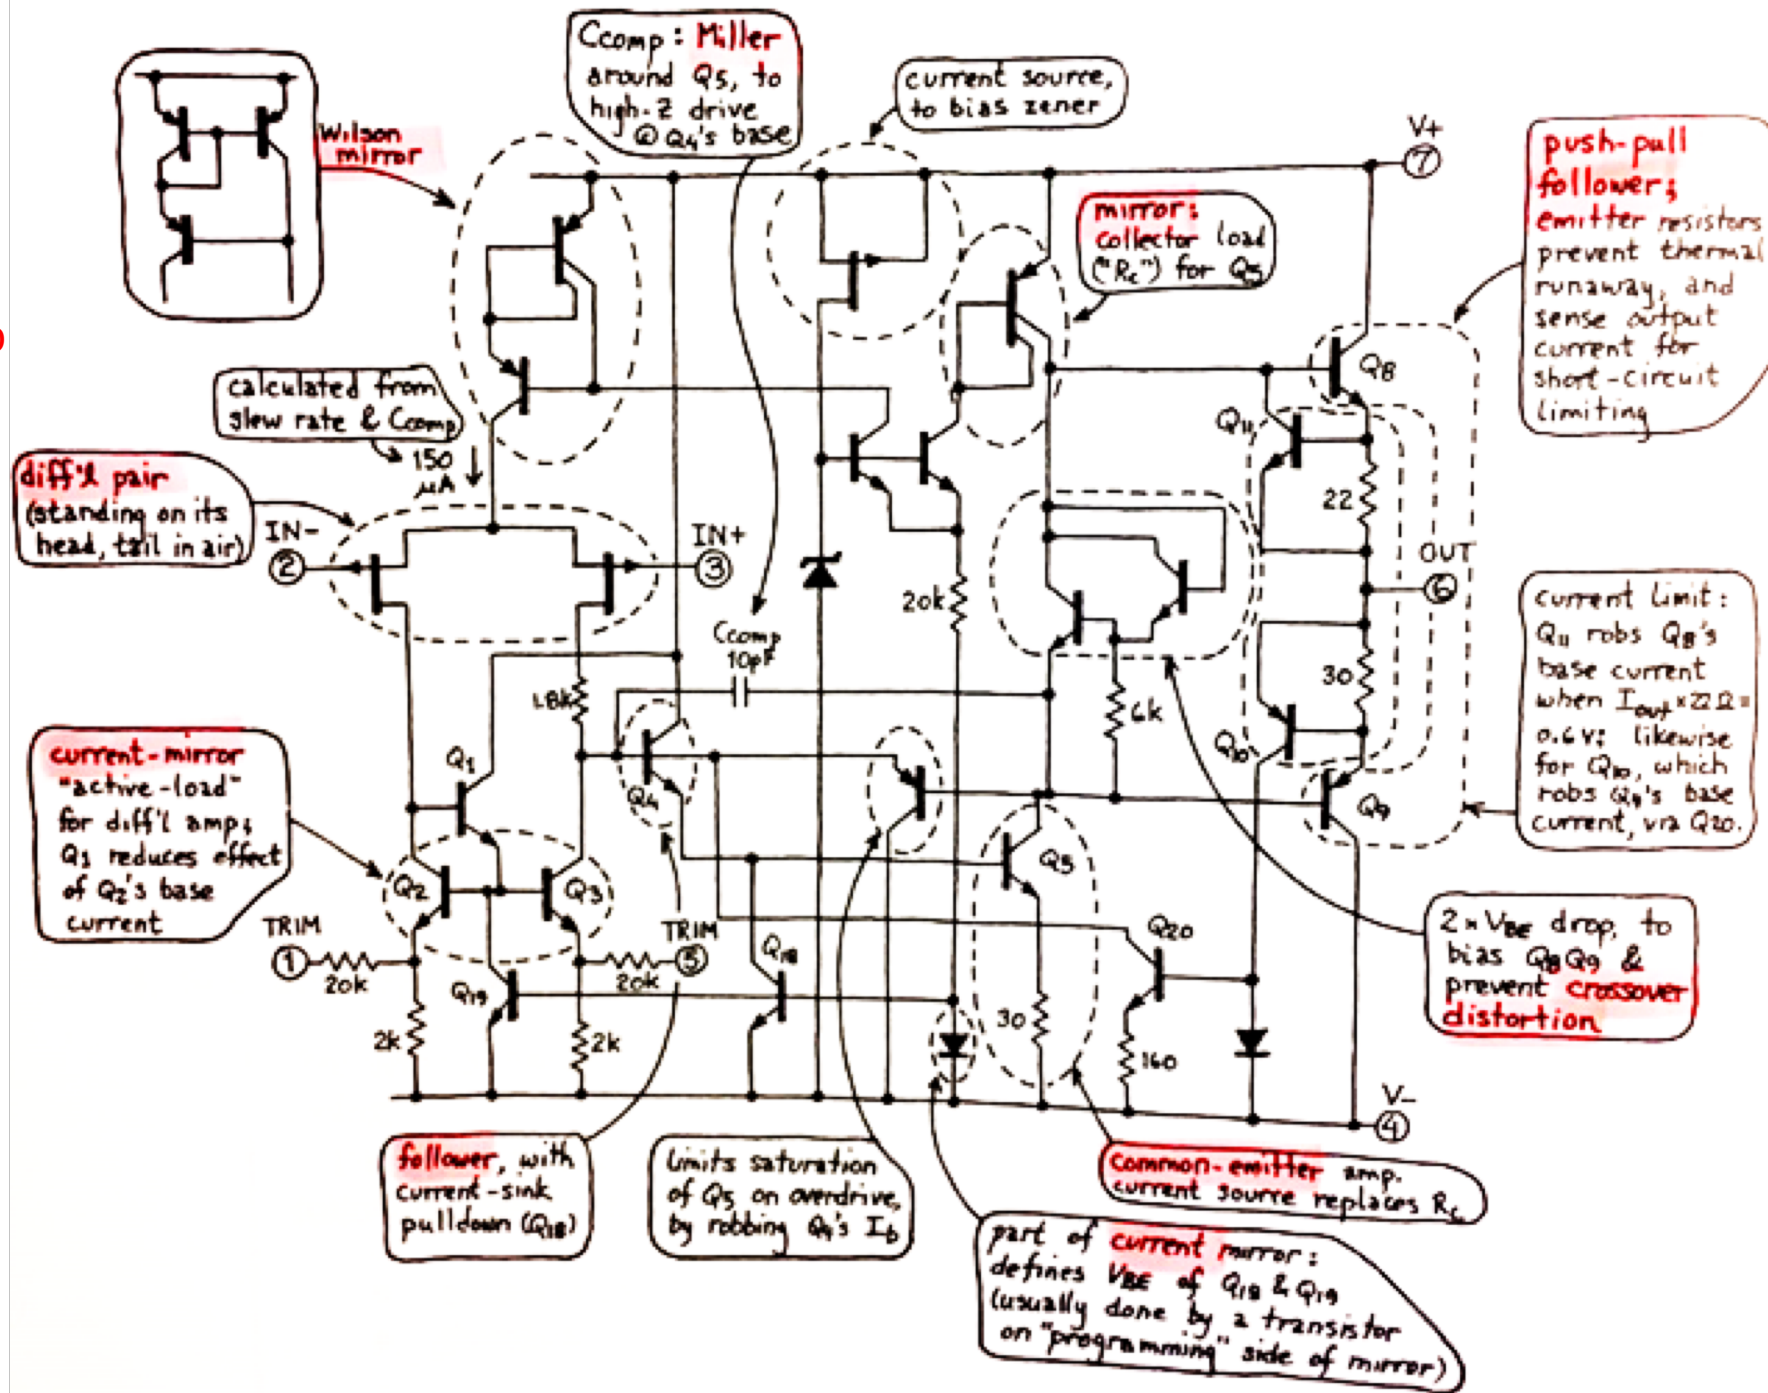 Ccomp: Miller
around Q5, to
high-Z drive
@ Q4's base
current source,
to bias zener
V+
7
Wilson
mirror
push-pull
follower;
emitter resistors
prevent thermal
runaway, and
sense output
current for
short-circuit
limiting
mirror:
collector load
("Rc") for Q5
calculated from
slew rate & Ccomp
150
μA
Q8
Q11
22
diff'l pair
(standing on its
head, tail in air)
IN-
2
IN+
3
OUT
6
20k
Ccomp
10pF
1.8k
6k
30
current limit:
Q11 robs Q8's
base current
when Iout×22Ω=
0.6V; likewise
for Q10, which
robs Q9's base
current, via Q20.
current-mirror
"active-load"
for diff'l amp;
Q1 reduces effect
of Q2's base
current
Q1
Q4
Q10
Q9
Q2
Q3
Q5
TRIM
1
20k
TRIM
5
20k
Q18
Q20
Q19
2k
2k
30
160
2×VBE drop, to
bias Q8Q9 &
prevent crossover
distortion
V-
4
follower, with
current-sink
pulldown (Q18)
limits saturation
of Q5 on overdrive,
by robbing Q4's Ib
common-emitter amp.
current source replaces Rc
part of current mirror:
defines VBE of Q18 & Q19
(usually done by a transistor
on "programming" side of mirror)